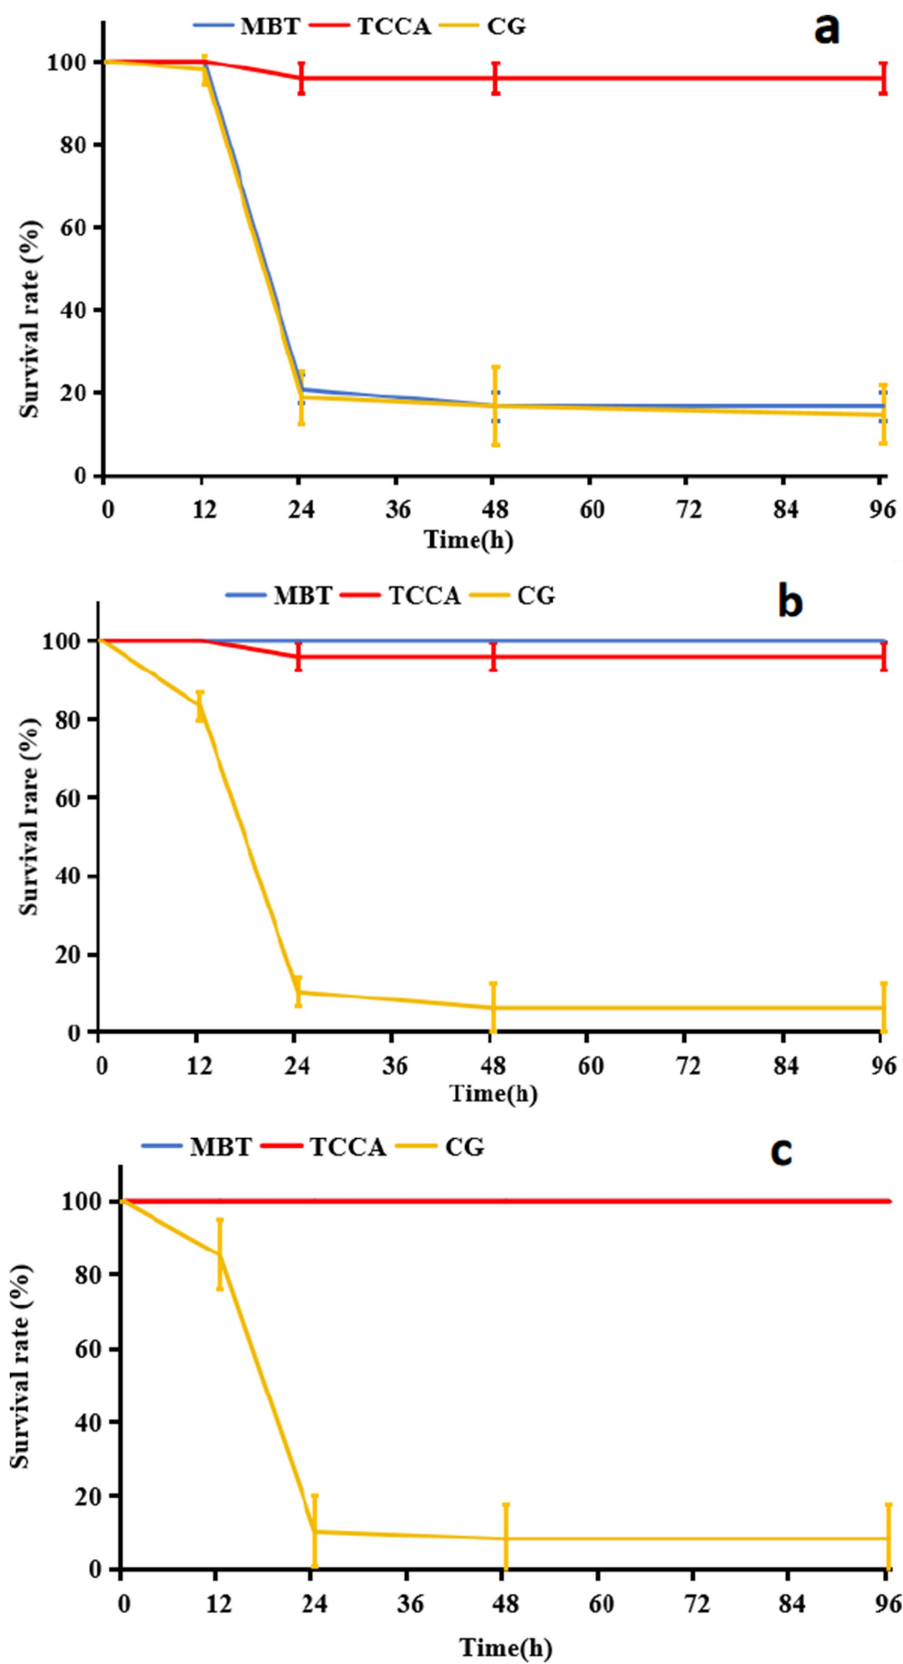 MBT TCCA CG
a
100
80
60
40
20
0
Survival rate (%)
0 12 24 36 48 60 72 84 96
Time(h)
MBT TCCA CG
b
100
80
60
40
20
0
Survival rare (%)
0 12 24 36 48 60 72 84 96
Time(h)
MBT TCCA CG
c
100
80
60
40
20
0
Survival rate (%)
0 12 24 36 48 60 72 84 96
Time(h)